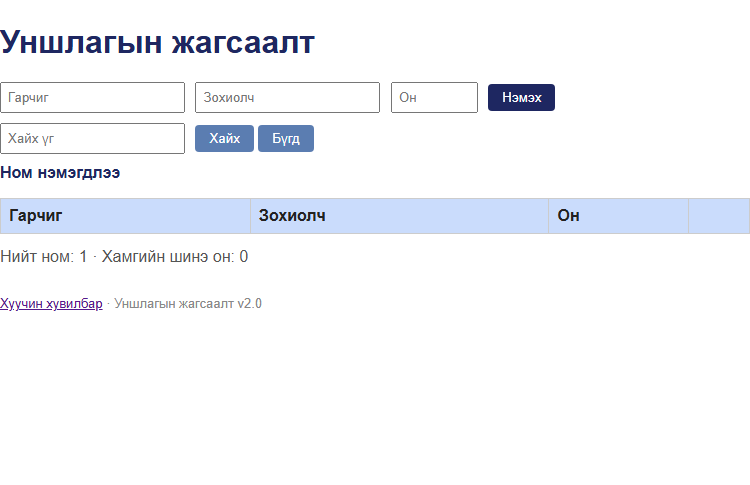 Уншлагын жагсаалт
Гарчиг Зохиолч Он Нэмэх
Хайх үг Хайх Бүгд
Ном нэмэгдлээ
Гарчиг Зохиолч Он
Нийт ном: 1 · Хамгийн шинэ он: 0
Хуучин хувилбар · Уншлагын жагсаалт v2.0